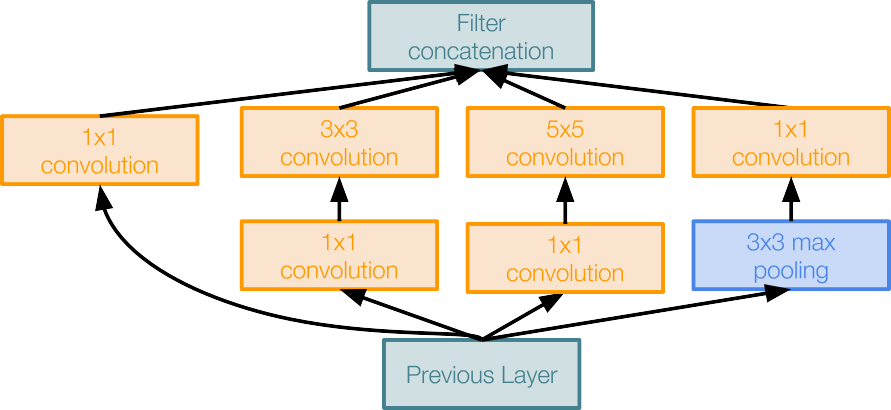 Filter
concatenation
1x1
convolution
3x3
convolution
5x5
convolution
1x1
convolution
1x1
convolution
1x1
convolution
3x3 max
pooling
Previous Layer